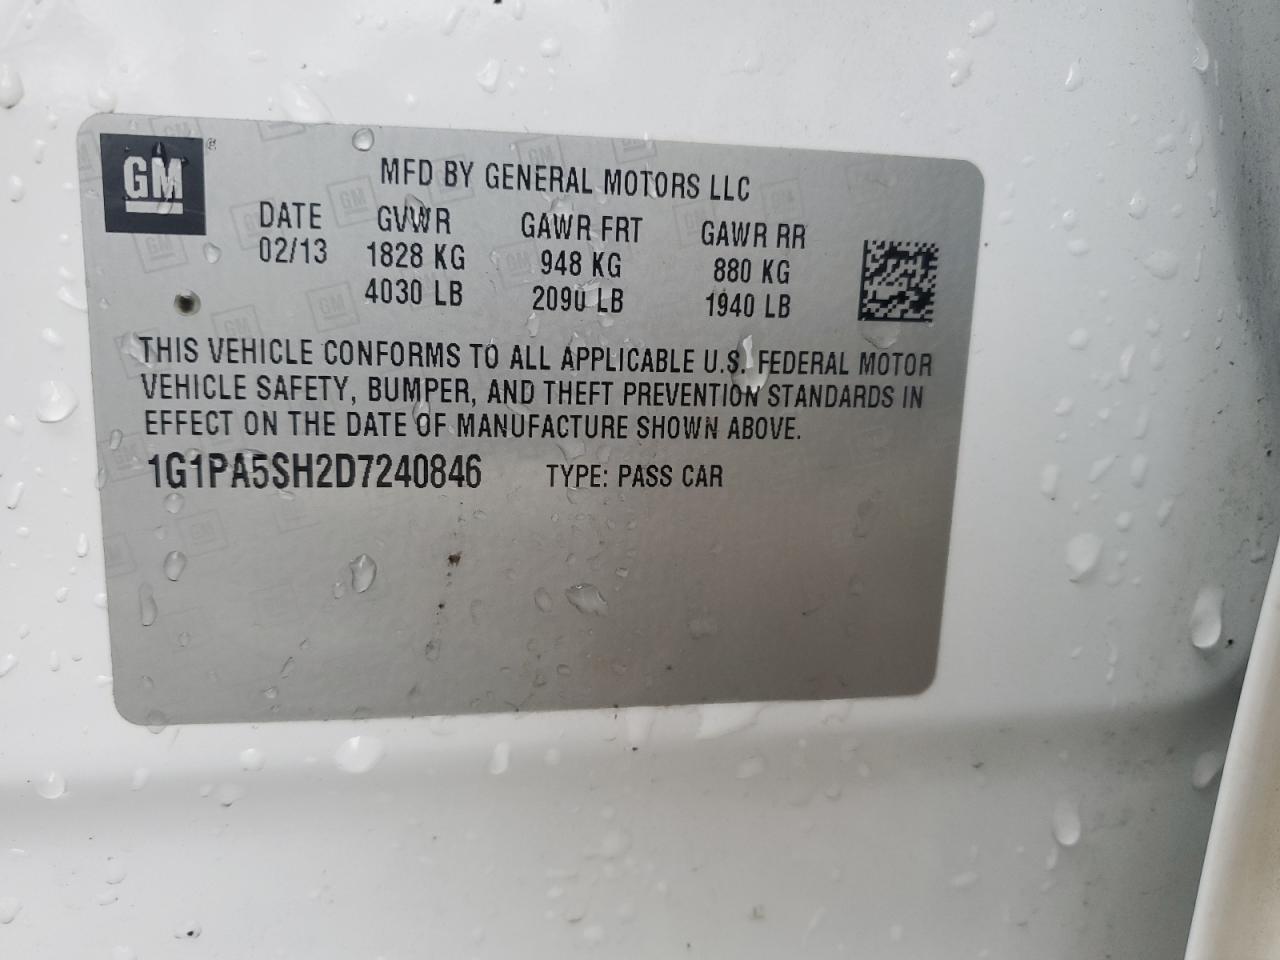 GM ®
MFD BY GENERAL MOTORS LLC
DATE GVWR GAWR FRT GAWR RR
02/13 1828 KG 948 KG 880 KG
4030 LB 2090 LB 1940 LB
THIS VEHICLE CONFORMS TO ALL APPLICABLE U.S. FEDERAL MOTOR
VEHICLE SAFETY, BUMPER, AND THEFT PREVENTION STANDARDS IN
EFFECT ON THE DATE OF MANUFACTURE SHOWN ABOVE.
1G1PA5SH2D7240846 TYPE: PASS CAR